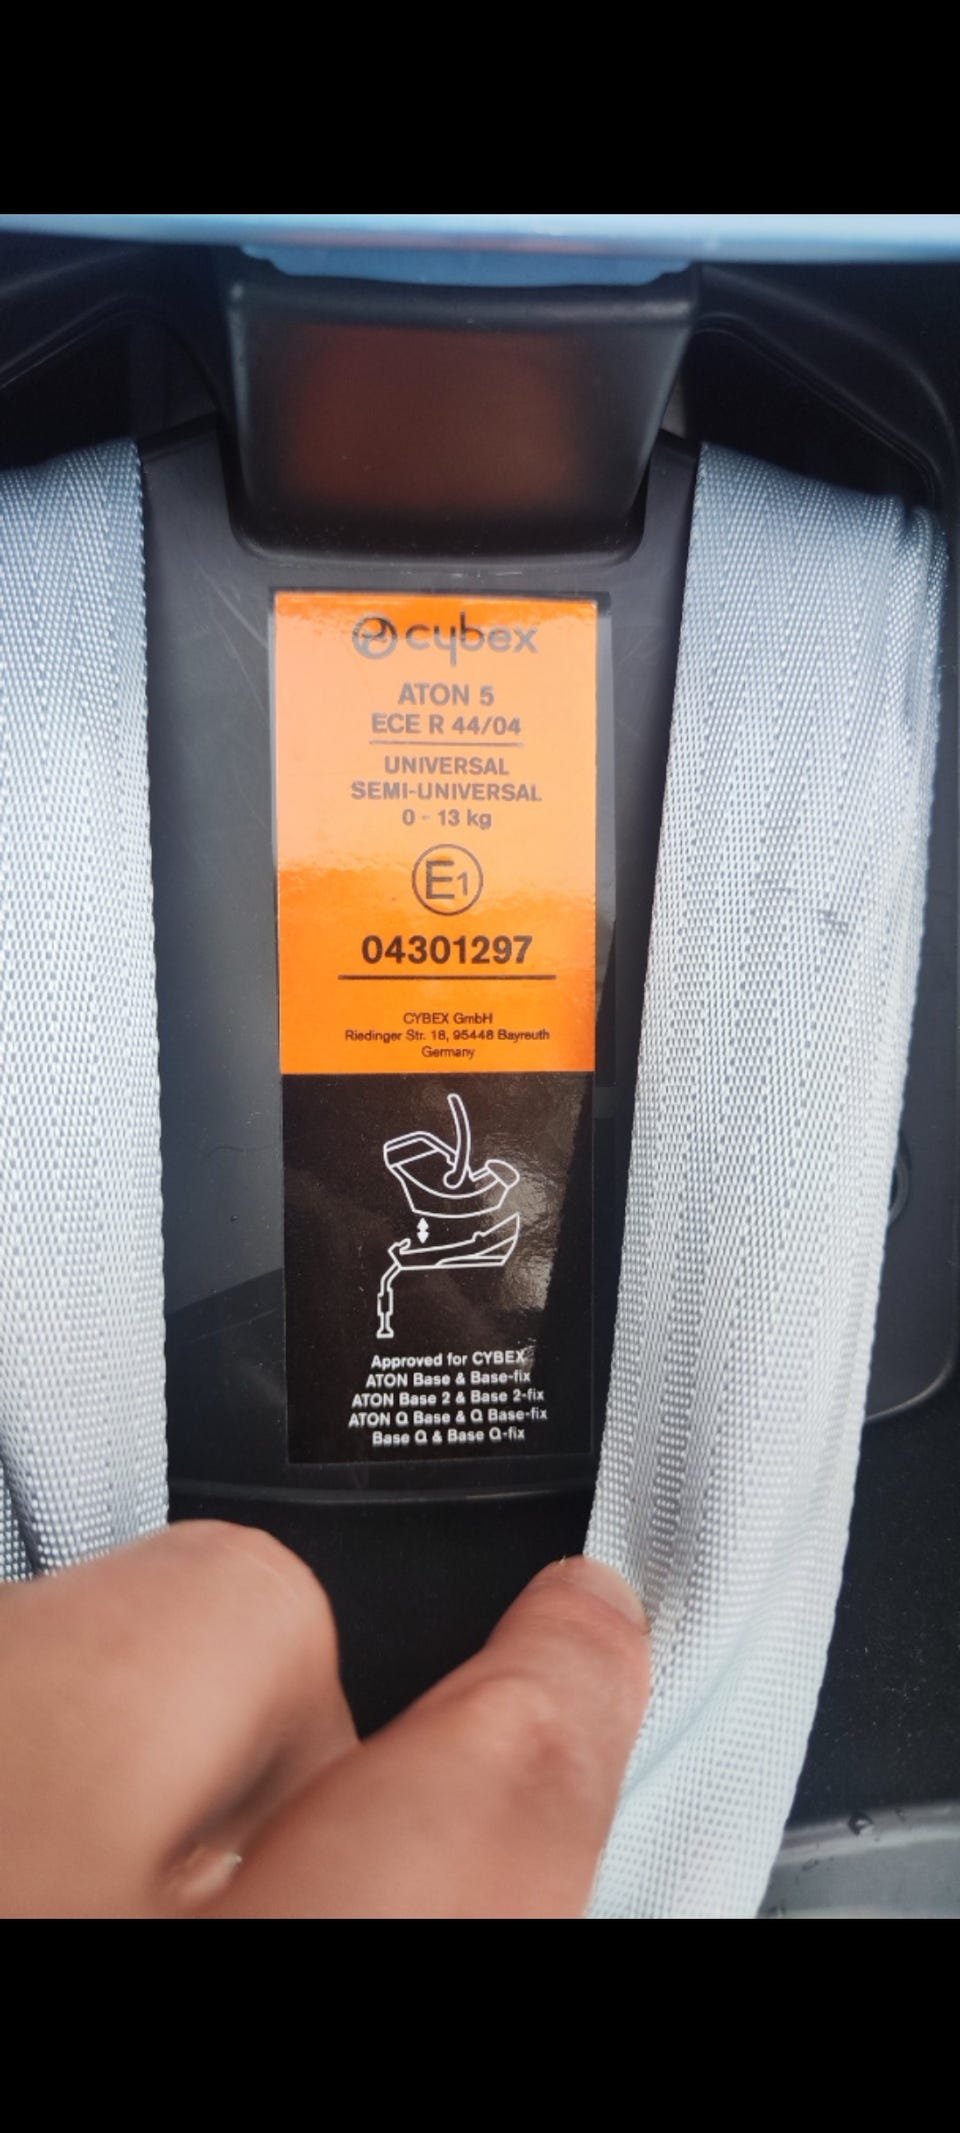 cybex
ATON 5
ECE R 44/04
UNIVERSAL
SEMI-UNIVERSAL
0 - 13 kg
E1
04301297
CYBEX GmbH
Riedinger Str. 18, 95448 Bayreuth
Germany
Approved for CYBEX
ATON Base & Base-fix
ATON Base 2 & Base 2-fix
ATON Q Base & Q Base-fix
Base Q & Base Q-fix